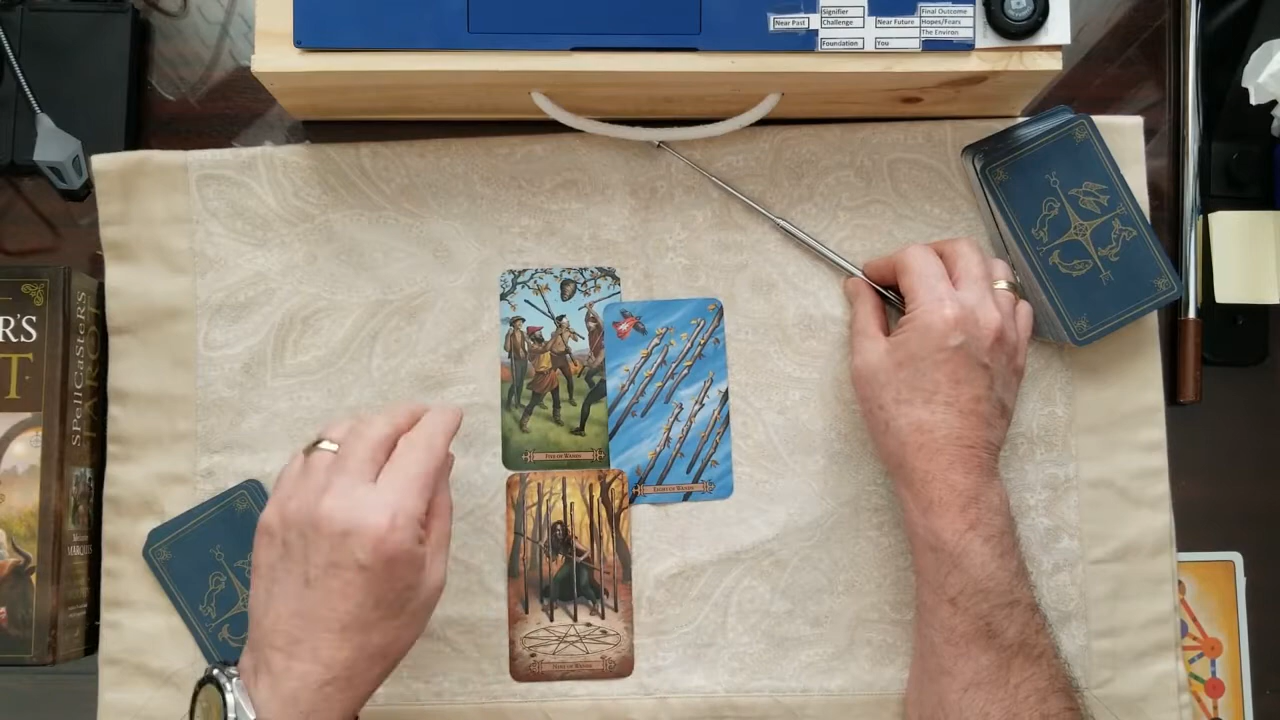 Near Past
Signifier
Challenge
Foundation
Near Future
You
Final Outcome
Hopes/Fears
The Environ
R'S
T
SPELLCASTERS
TAROT
FIVE OF WANDS
EIGHT OF WANDS
NINE OF WANDS